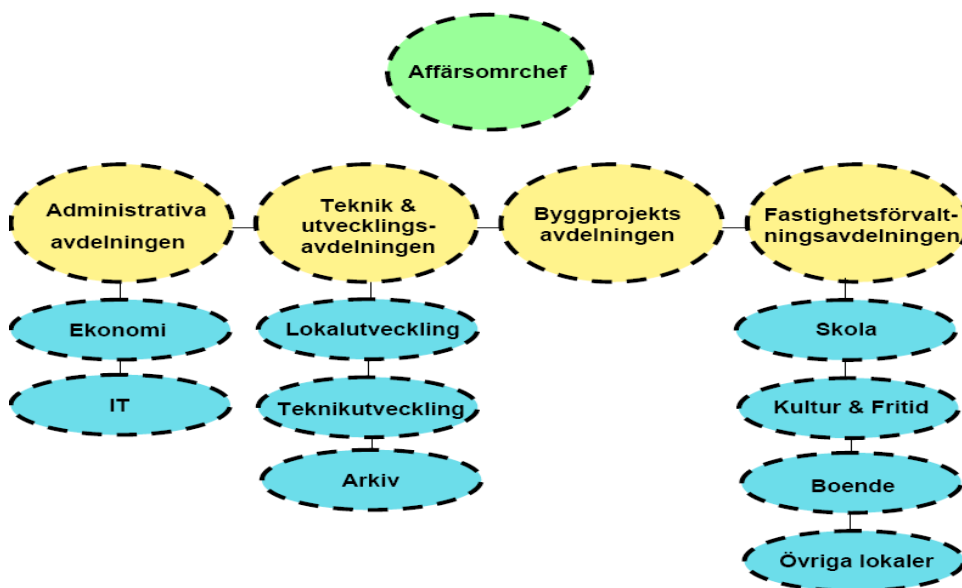 Affärsomrchef
Administrativa
avdelningen
Teknik &
utvecklings-
avdelningen
Byggprojekts
avdelningen
Fastighetsförvalt-
ningsavdelningen
Ekonomi
IT
Lokalutveckling
Teknikutveckling
Arkiv
Skola
Kultur & Fritid
Boende
Övriga lokaler